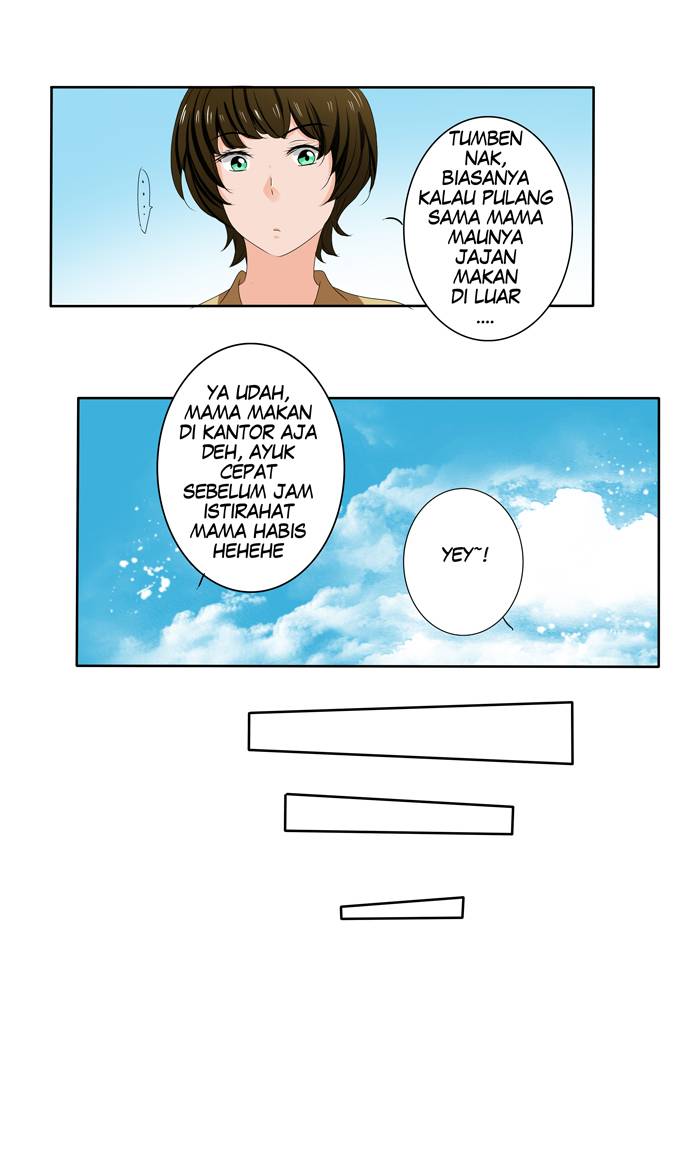 ....
TUMBEN
NAK,
BIASANYA
KALAU PULANG
SAMA MAMA
MAUNYA
JAJAN
MAKAN
DI LUAR
....
YA UDAH,
MAMA MAKAN
DI KANTOR AJA
DEH, AYUK
CEPAT
SEBELUM JAM
ISTIRAHAT
MAMA HABIS
HEHEHE
YEY~!